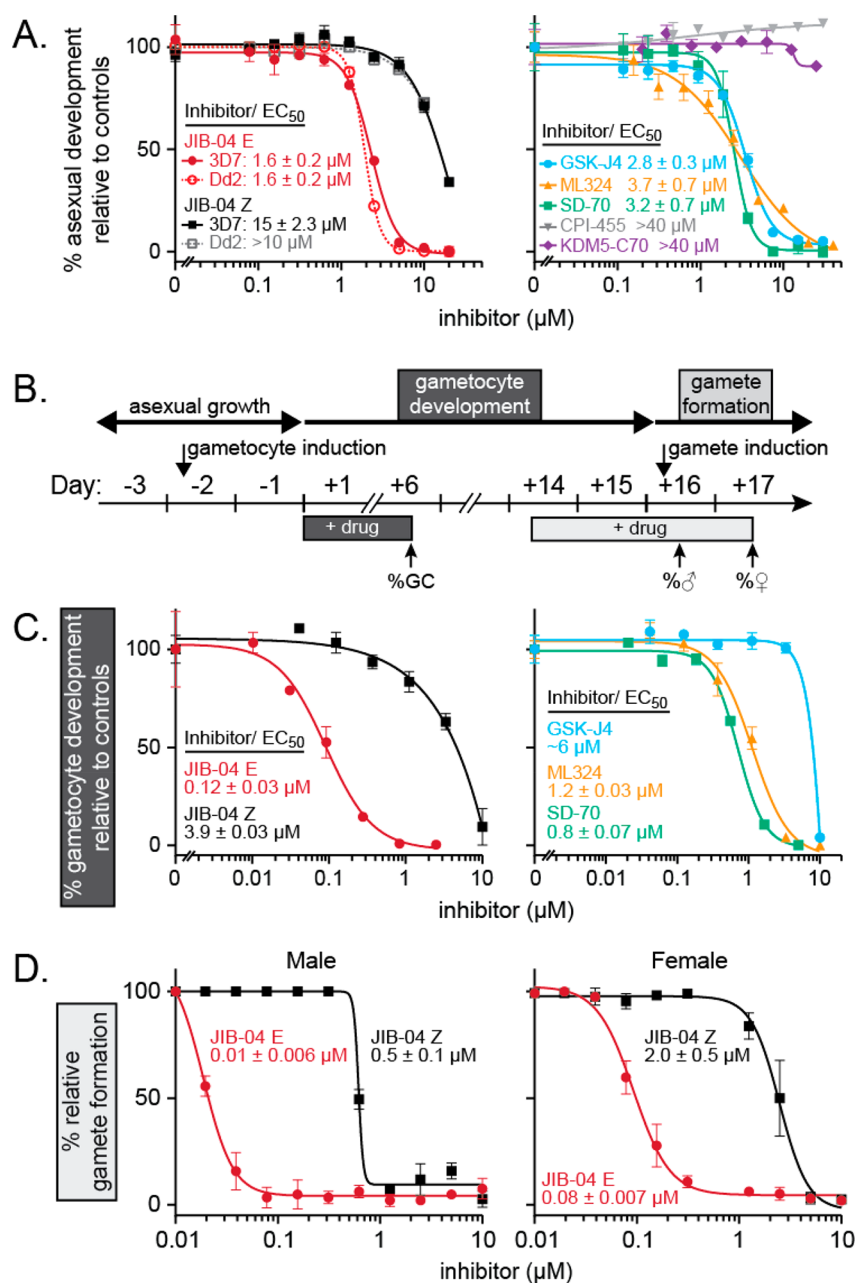 A.
% asexual development
relative to controls
100
50
0
Inhibitor/ EC50
JIB-04 E
3D7: 1.6 ± 0.2 µM
Dd2: 1.6 ± 0.2 µM
JIB-04 Z
3D7: 15 ± 2.3 µM
Dd2: >10 µM
0 0.1 1 10
Inhibitor/ EC50
GSK-J4 2.8 ± 0.3 µM
ML324 3.7 ± 0.7 µM
SD-70 3.2 ± 0.7 µM
CPI-455 >40 µM
KDM5-C70 >40 µM
0 0.1 1 10
inhibitor (µM)
B.
gametocyte
development
gamete
formation
asexual growth
gametocyte induction
gamete induction
Day: -3 -2 -1 +1 +6 +14 +15 +16 +17
+ drug
+ drug
%GC
%♂
%♀
C.
% gametocyte development
relative to controls
100
50
0
Inhibitor/ EC50
JIB-04 E
0.12 ± 0.03 µM
JIB-04 Z
3.9 ± 0.03 µM
0 0.01 0.1 1 10
Inhibitor/ EC50
GSK-J4
~6 µM
ML324
1.2 ± 0.03 µM
SD-70
0.8 ± 0.07 µM
0 0.01 0.1 1 10
inhibitor (µM)
D.
% relative
gamete formation
Male
100
50
0
JIB-04 E
0.01 ± 0.006 µM
JIB-04 Z
0.5 ± 0.1 µM
0.01 0.1 1 10
Female
JIB-04 Z
2.0 ± 0.5 µM
JIB-04 E
0.08 ± 0.007 µM
0.01 0.1 1 10
inhibitor (µM)